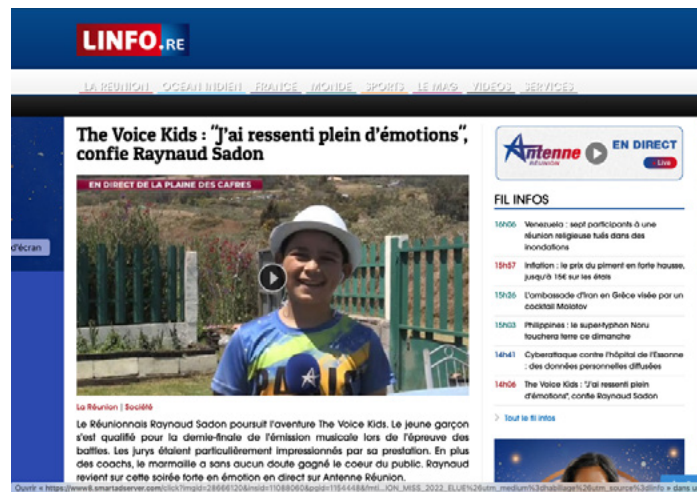 LINFO.RE
LA RÉUNION OCÉAN INDIEN FRANCE MONDE SPORTS LE MAG VIDÉOS SERVICES
The Voice Kids : "J'ai ressenti plein d'émotions",
confie Raynaud Sadon
EN DIRECT DE LA PLAINE DES CAFRES
d'écran
La Réunion | Société
Le Réunionnais Raynaud Sadon poursuit l'aventure The Voice Kids. Le jeune garçon
s'est qualifié pour la demie-finale de l'émission musicale lors de l'épreuve des
battles. Les jurys étaient particulièrement impressionnés par sa prestation. En plus
des coachs, le marmaille a sans aucun doute gagné le coeur du public. Raynaud
revient sur cette soirée forte en émotion en direct sur Antenne Réunion.
Antenne
RÉUNION
EN DIRECT
Live
FIL INFOS
16h06 Venezuela : sept participants à une
réunion religieuse tués dans des
inondations
15h57 Inflation : le prix du piment en forte hausse,
jusqu'à 15€ sur les étals
15h36 L'ambassade d'Iran en Grèce visée par un
cocktail Molotov
15h03 Philippines : le super-typhon Noru
touchera terre ce dimanche
14h41 Cyberattaque contre l'hôpital de l'Essonne
: des données personnelles diffusées
14h06 The Voice Kids : "J'ai ressenti plein
d'émotions", confie Raynaud Sadon
> Tout le fil infos